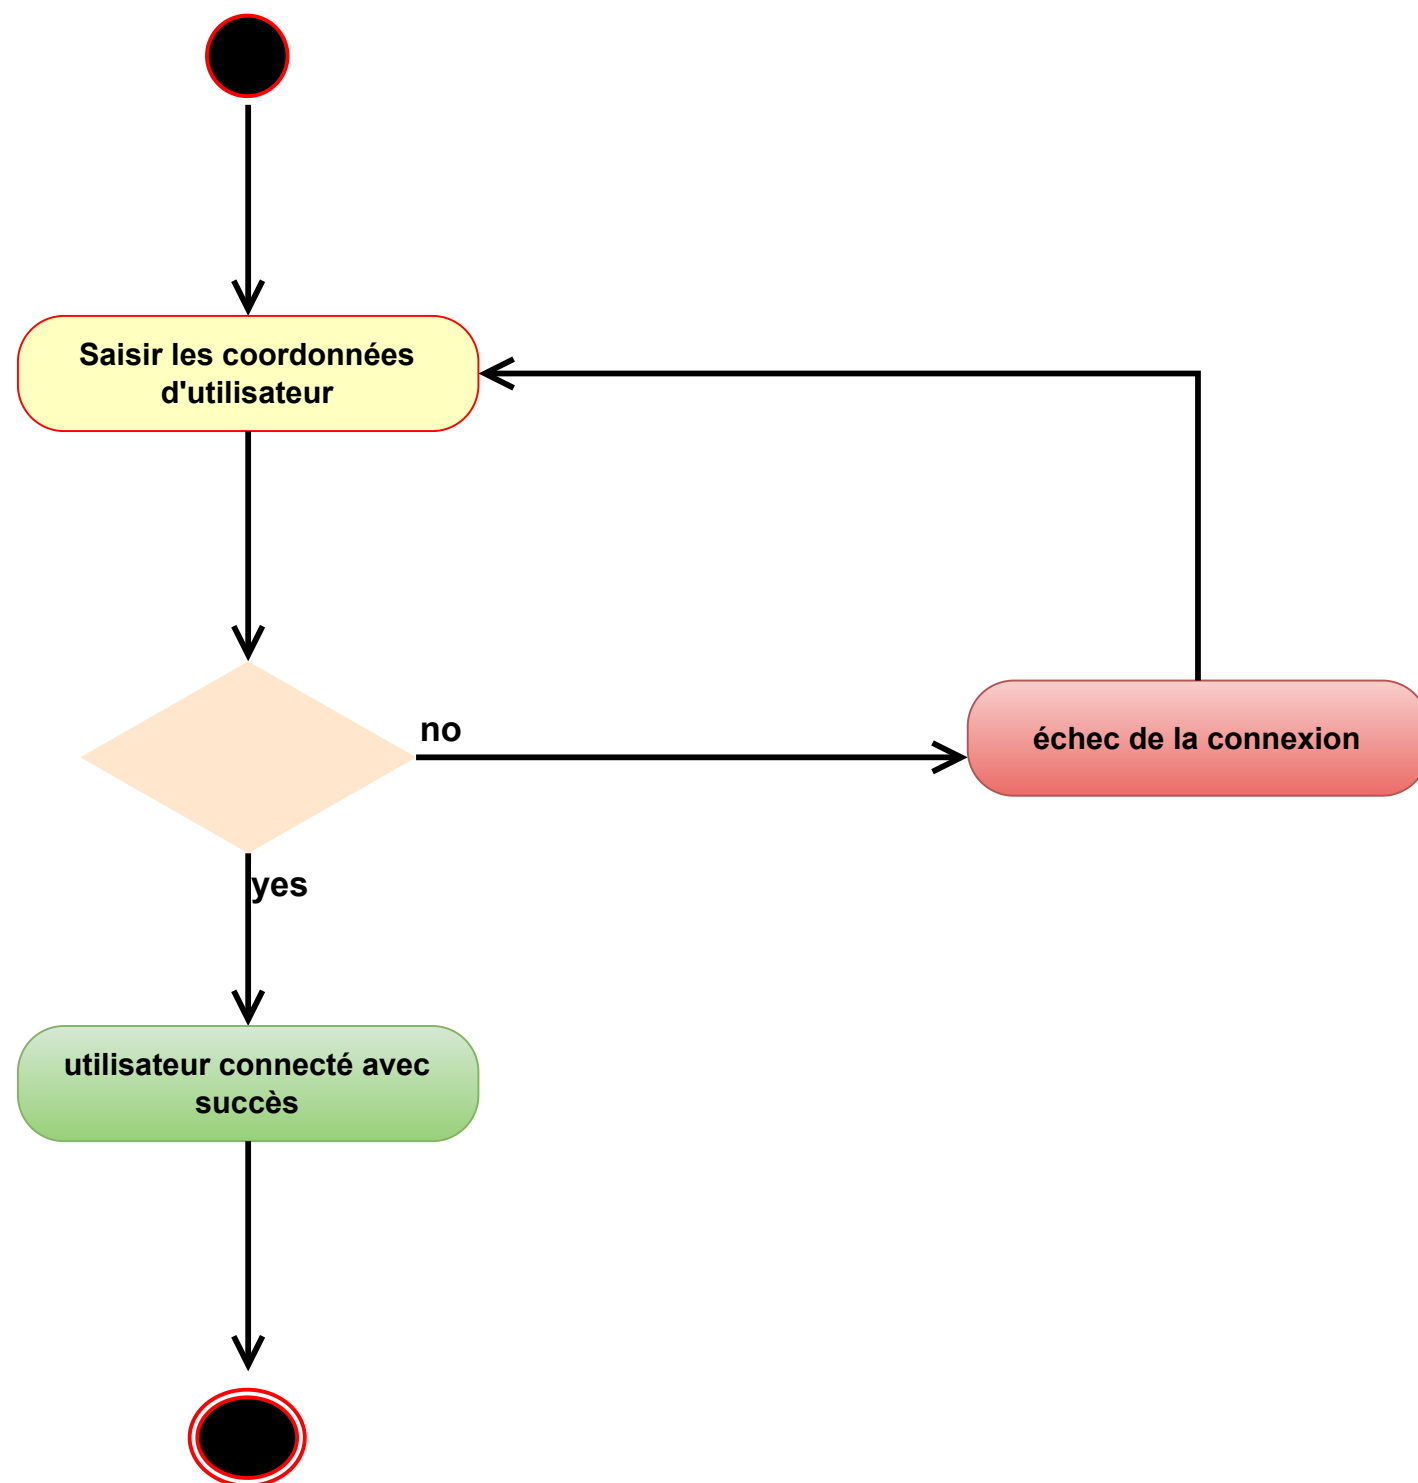 Saisir les coordonnées
d'utilisateur
no
échec de la connexion
yes
utilisateur connecté avec
succès